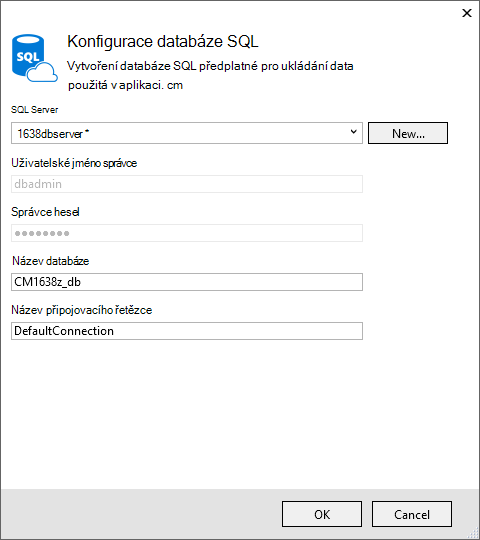 Konfigurace databáze SQL
SQL
Vytvoření databáze SQL předplatné pro ukládání data
použitá v aplikaci. cm
SQL Server
1638dbserver*
New...
Uživatelské jméno správce
dbadmin
Správce hesel
●●●●●●●●
Název databáze
CM1638z_db
Název připojovacího řetězce
DefaultConnection
OK
Cancel